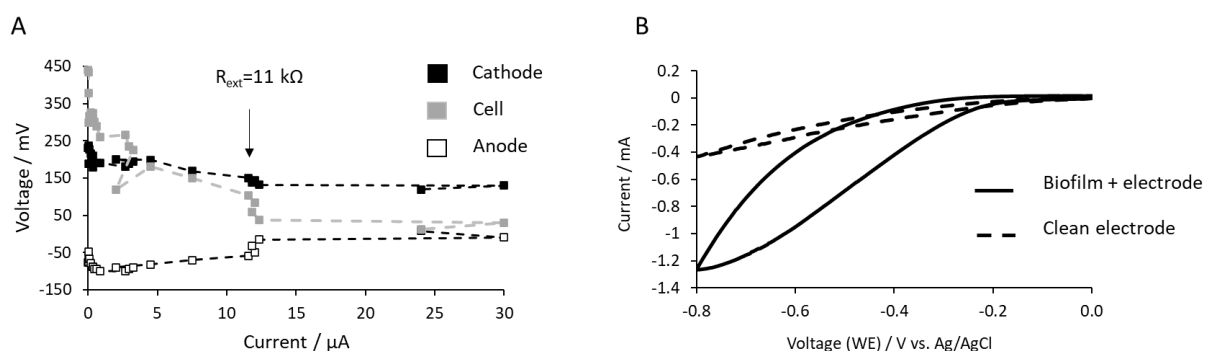 A
Voltage / mV
450
350
250
150
50
-50
-150
0
5
10
15
20
25
30
Current / µA
R_ext=11 kΩ
Cathode
Cell
Anode
B
Current / mA
0.2
0
-0.2
-0.4
-0.6
-0.8
-1
-1.2
-1.4
-0.8
-0.6
-0.4
-0.2
0.0
Voltage (WE) / V vs. Ag/AgCl
Biofilm + electrode
Clean electrode